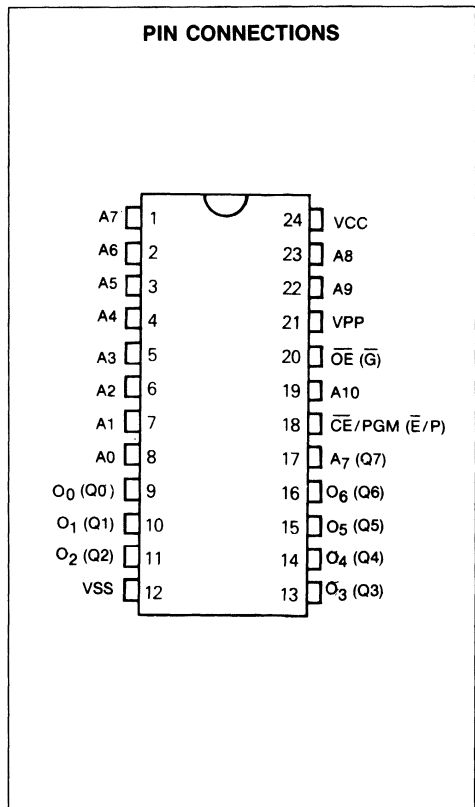 PIN CONNECTIONS
A7 1 24 VCC
A6 2 23 A8
A5 3 22 A9
A4 4 21 VPP
A3 5 20 O̅E̅ (G̅)
A2 6 19 A10
A1 7 18 C̅E̅/PGM (E̅/P)
A0 8 17 A₇ (Q7)
O₀ (Q0) 9 16 O₆ (Q6)
O₁ (Q1) 10 15 O₅ (Q5)
O₂ (Q2) 11 14 O₄ (Q4)
VSS 12 13 O₃ (Q3)